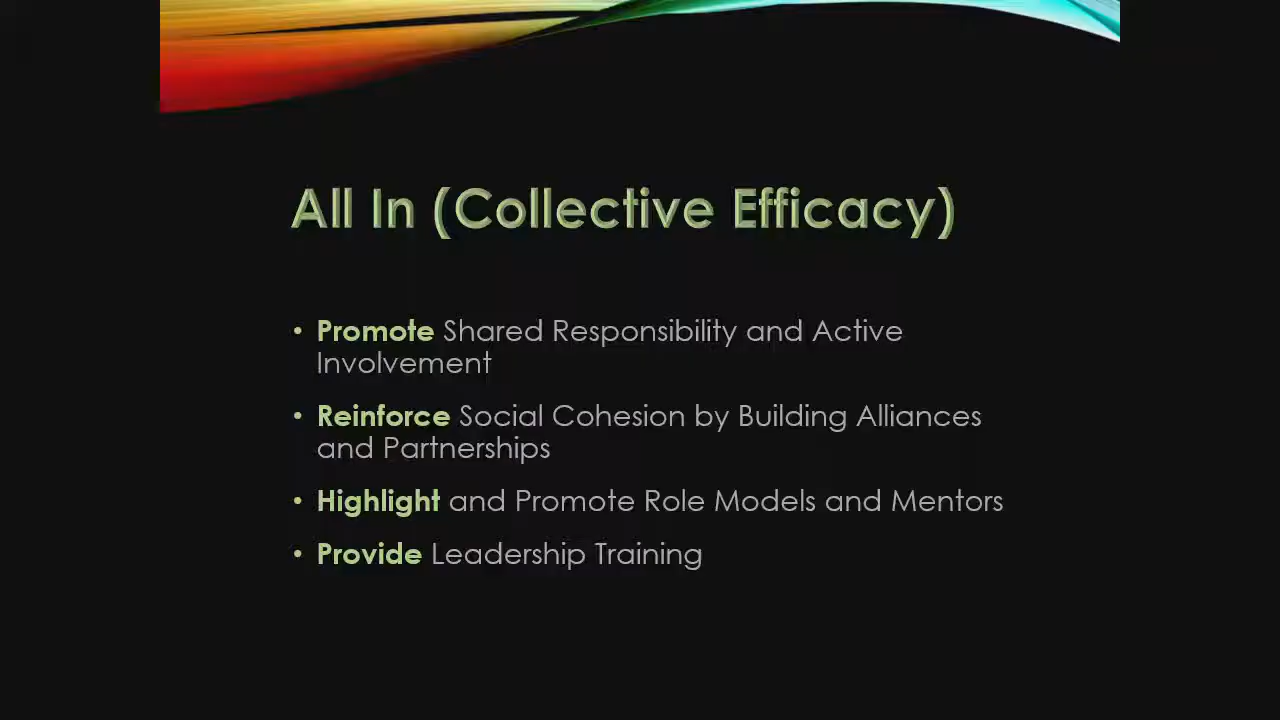 All In (Collective Efficacy)
• Promote Shared Responsibility and Active
Involvement
• Reinforce Social Cohesion by Building Alliances
and Partnerships
• Highlight and Promote Role Models and Mentors
• Provide Leadership Training